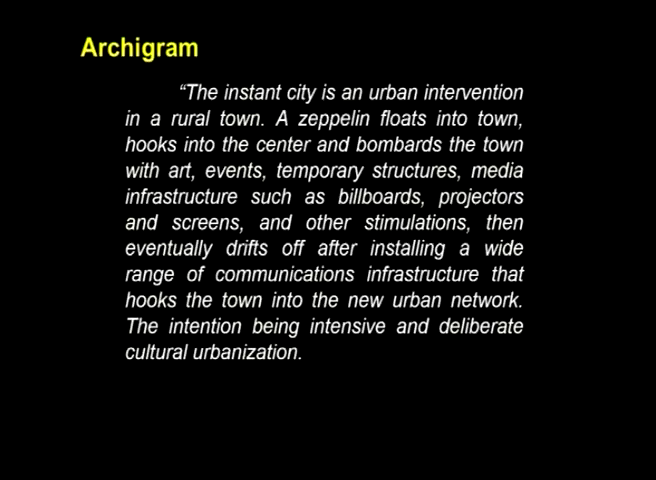 Archigram
“The instant city is an urban intervention
in a rural town. A zeppelin floats into town,
hooks into the center and bombards the town
with art, events, temporary structures, media
infrastructure such as billboards, projectors
and screens, and other stimulations, then
eventually drifts off after installing a wide
range of communications infrastructure that
hooks the town into the new urban network.
The intention being intensive and deliberate
cultural urbanization.